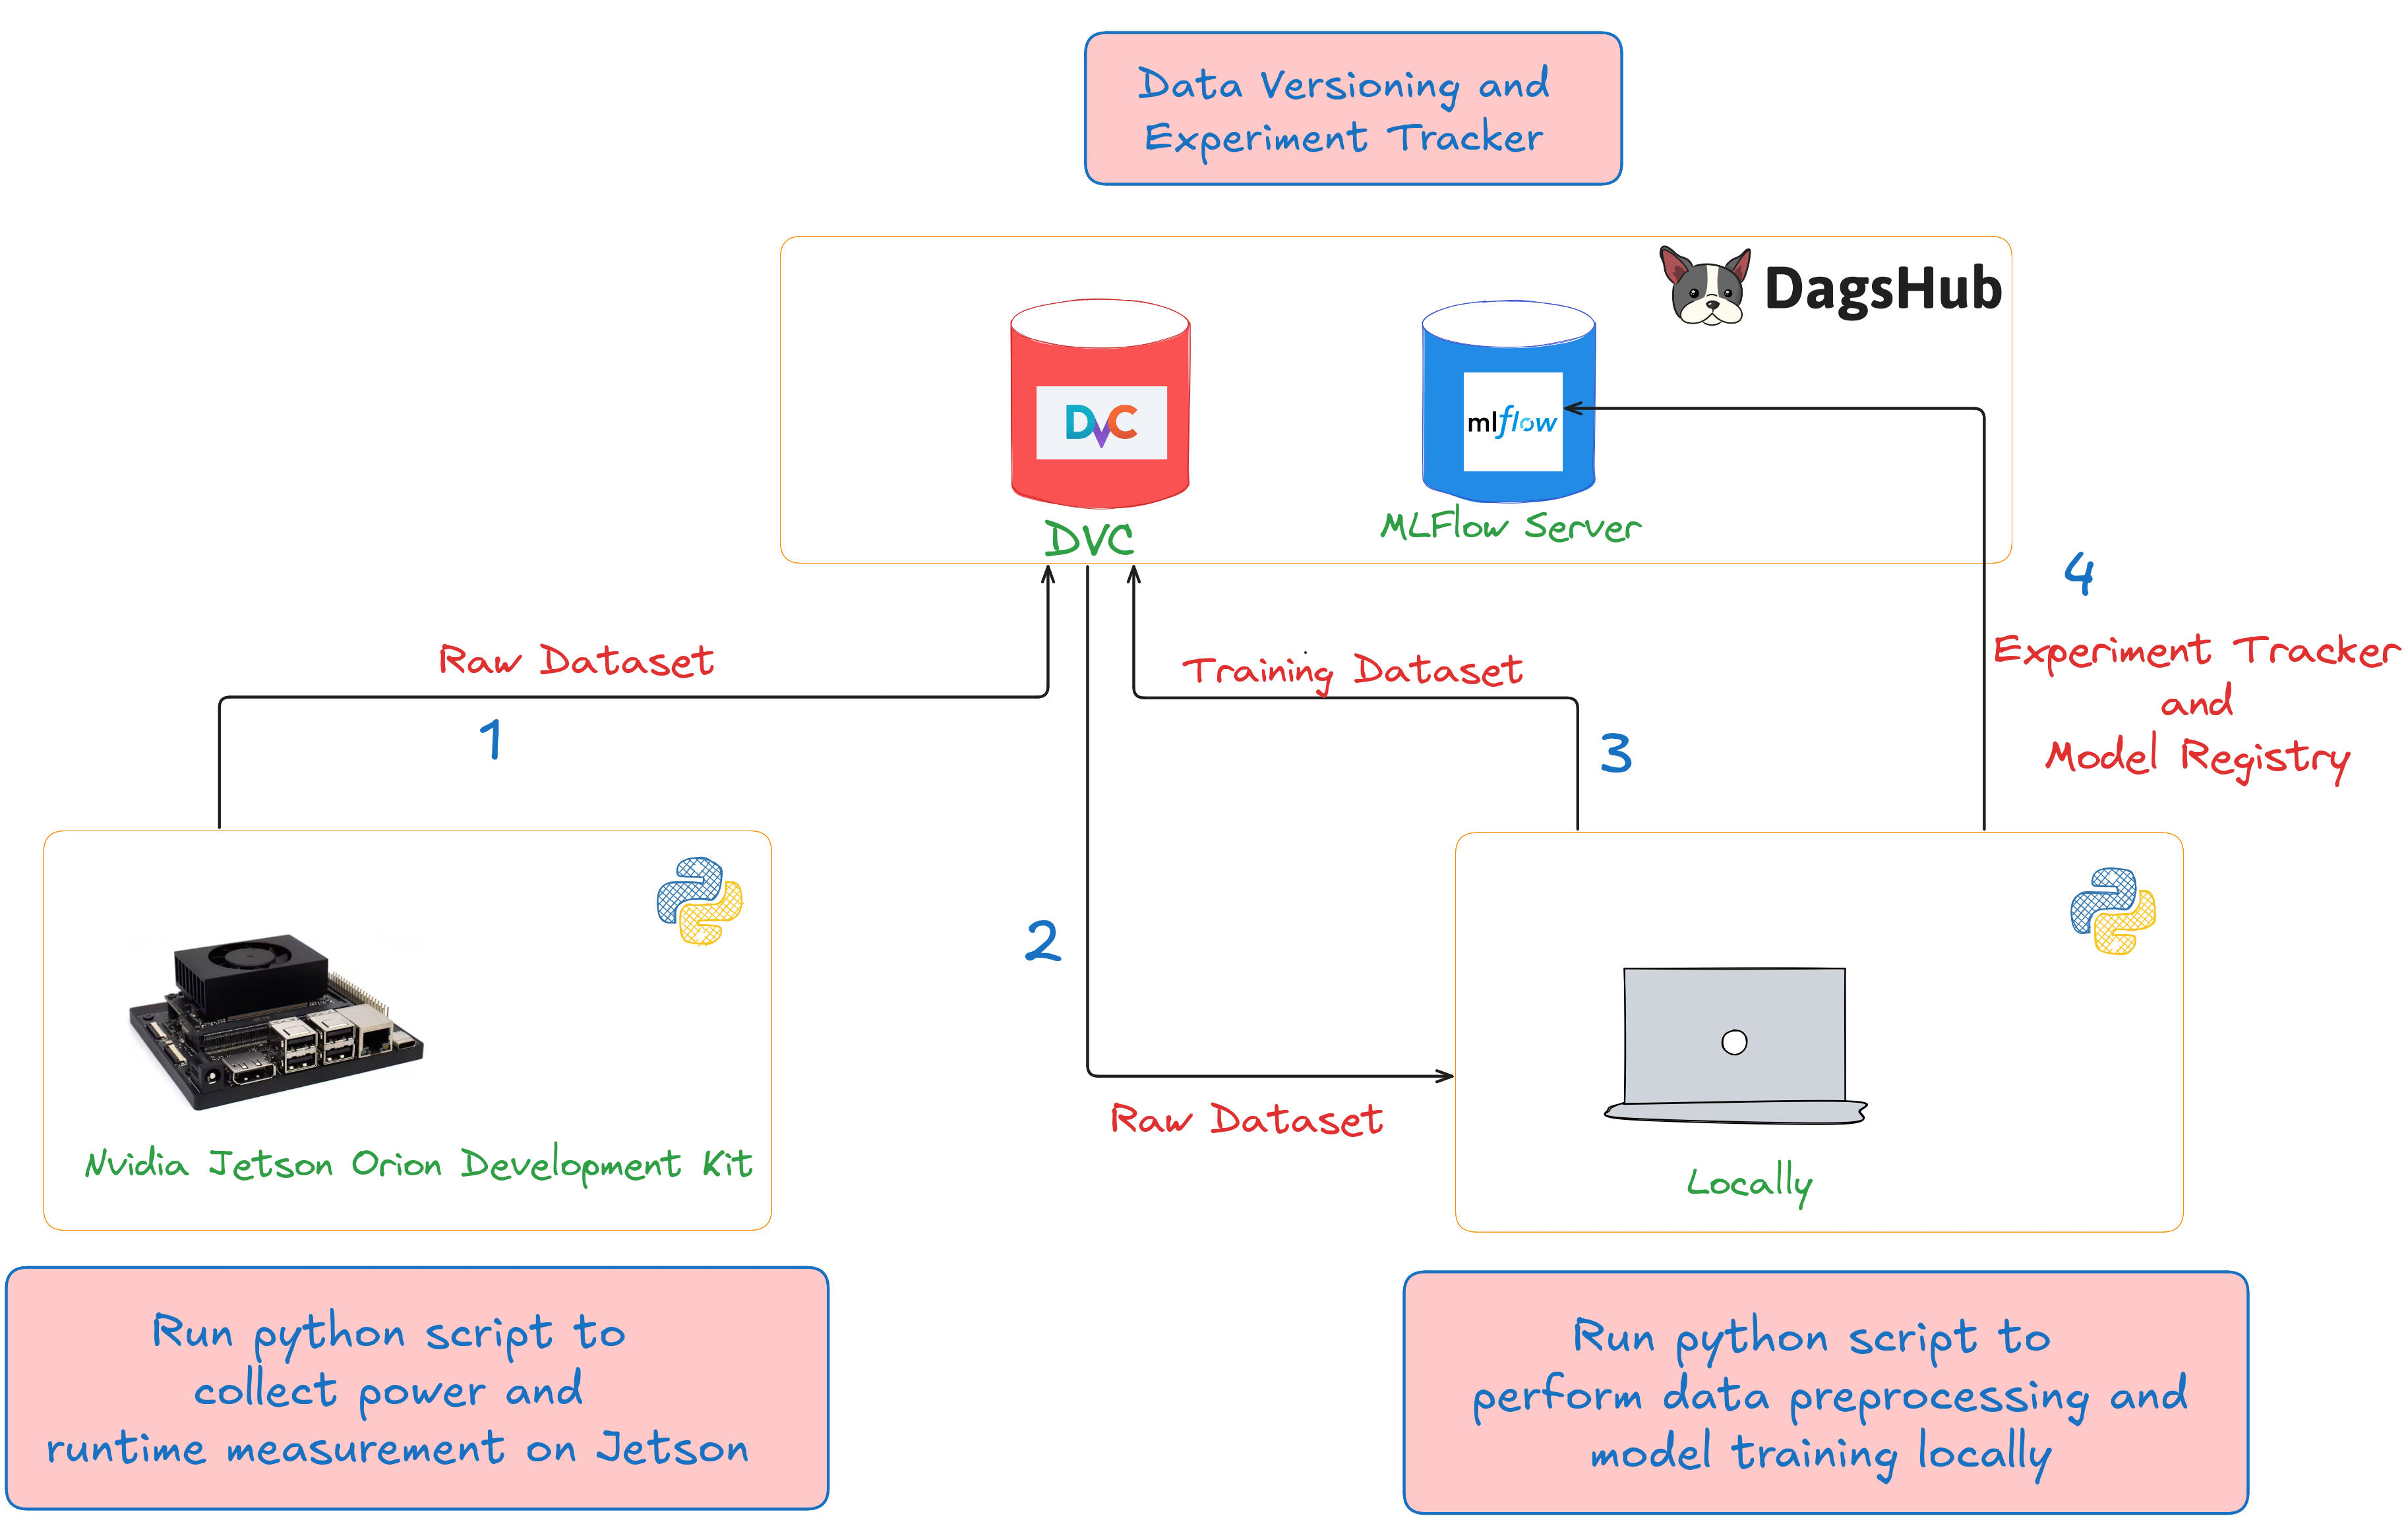 Data Versioning and
Experiment Tracker
DagsHub
DVC
mlflow
DVC
MLFlow Server
4
Raw Dataset
Training Dataset
Experiment Tracker
and
Model Registry
1
3
2
Raw Dataset
Nvidia Jetson Orion Development Kit
Locally
Run python script to
collect power and
runtime measurement on Jetson
Run python script to
perform data preprocessing and
model training locally